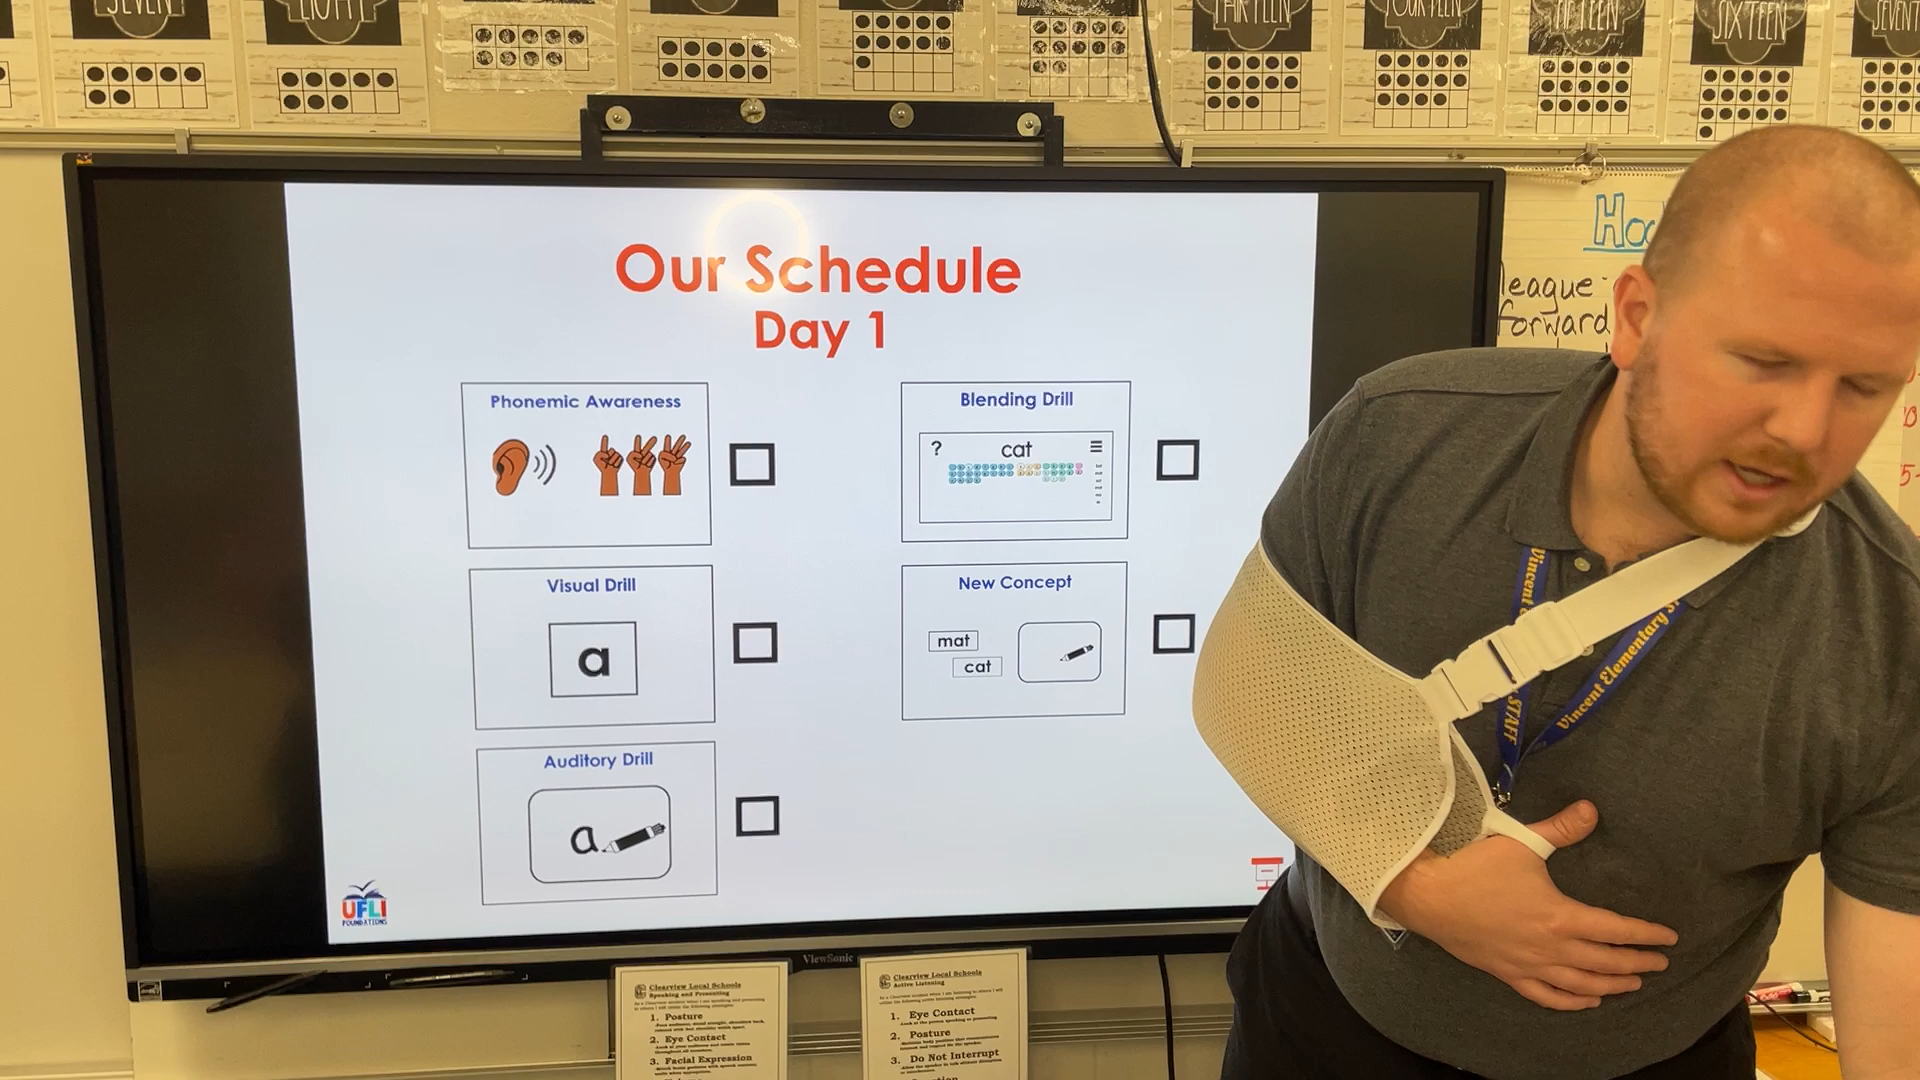 SEVEN
EIGHT
THIRTEEN
FOURTEEN
FIFTEEN
SIXTEEN
Our Schedule
Day 1
Phonemic Awareness
Blending Drill
?
cat
Visual Drill
a
New Concept
mat
cat
Auditory Drill
a
UFLI
FOUNDATIONS
ViewSonic
league -
forward
Vincent Elementary
STAFF
Clearview Local Schools
Speaking and Presenting
1. Posture
2. Eye Contact
3. Facial Expression
Clearview Local Schools
Active Listening
1. Eye Contact
2. Posture
3. Do Not Interrupt